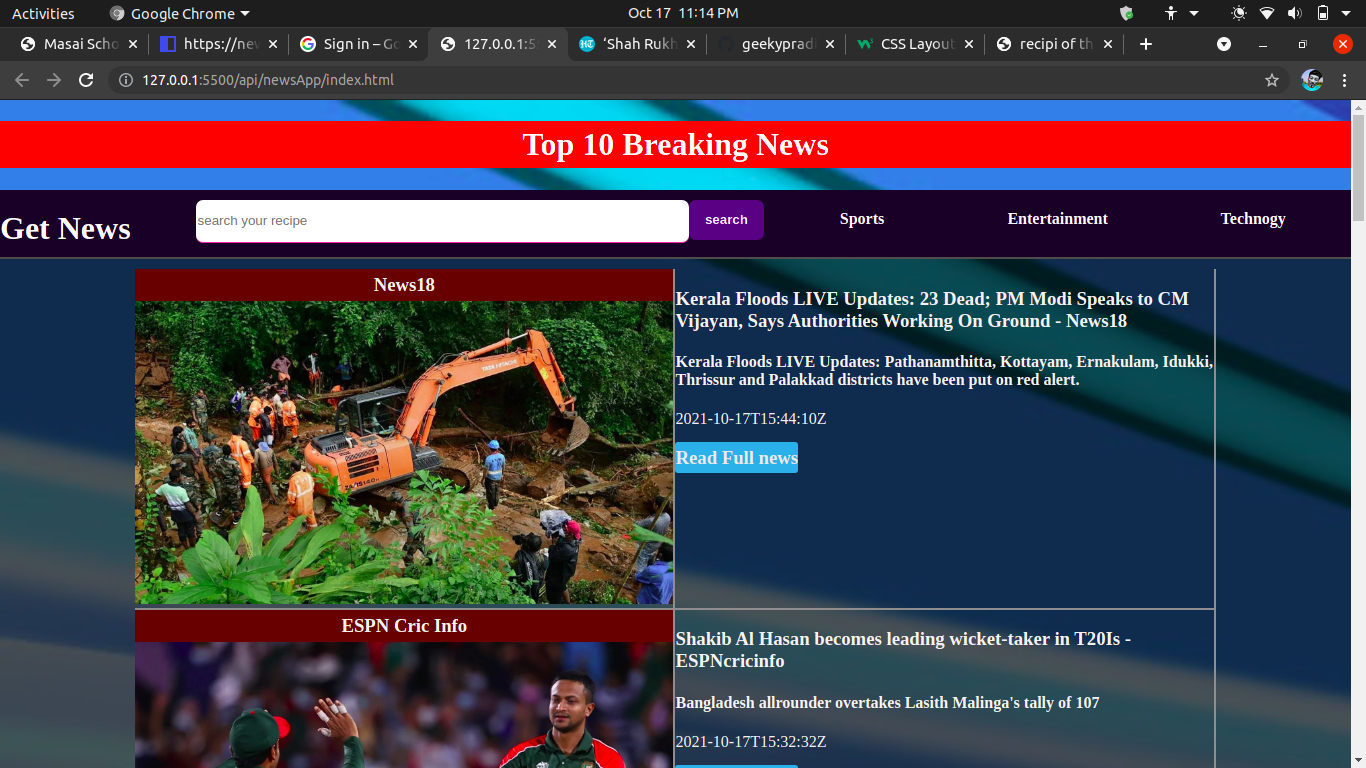 Activities
Google Chrome
Oct 17 11:14 PM
Masai Scho
https://nev
Sign in – Go
127.0.0.1:55
‘Shah Rukh
geekypradi
CSS Layout
recipi of th
127.0.0.1:5500/api/newsApp/index.html
Top 10 Breaking News
Get News
search your recipe
search
Sports
Entertainment
Technogy
News18
Kerala Floods LIVE Updates: 23 Dead; PM Modi Speaks to CM
Vijayan, Says Authorities Working On Ground - News18
Kerala Floods LIVE Updates: Pathanamthitta, Kottayam, Ernakulam, Idukki,
Thrissur and Palakkad districts have been put on red alert.
2021-10-17T15:44:10Z
Read Full news
TATA HITACHI
ESPN Cric Info
Shakib Al Hasan becomes leading wicket-taker in T20Is -
ESPNcricinfo
Bangladesh allrounder overtakes Lasith Malinga's tally of 107
2021-10-17T15:32:32Z